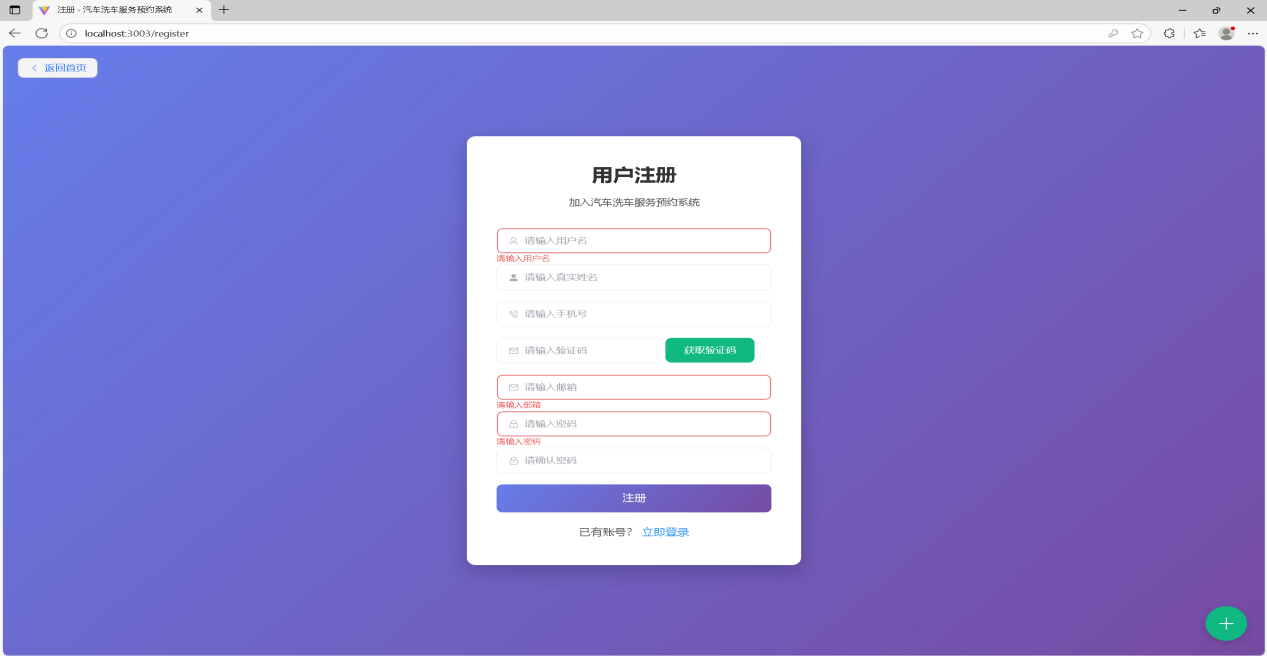 注册 - 汽车洗车服务预约系统
localhost:3003/register
返回首页
用户注册
加入汽车洗车服务预约系统
请输入用户名
请输入用户名
请输入真实姓名
请输入手机号
请输入验证码 获取验证码
请输入邮箱
请输入邮箱
请输入密码
请输入密码
请确认密码
注册
已有账号? 立即登录